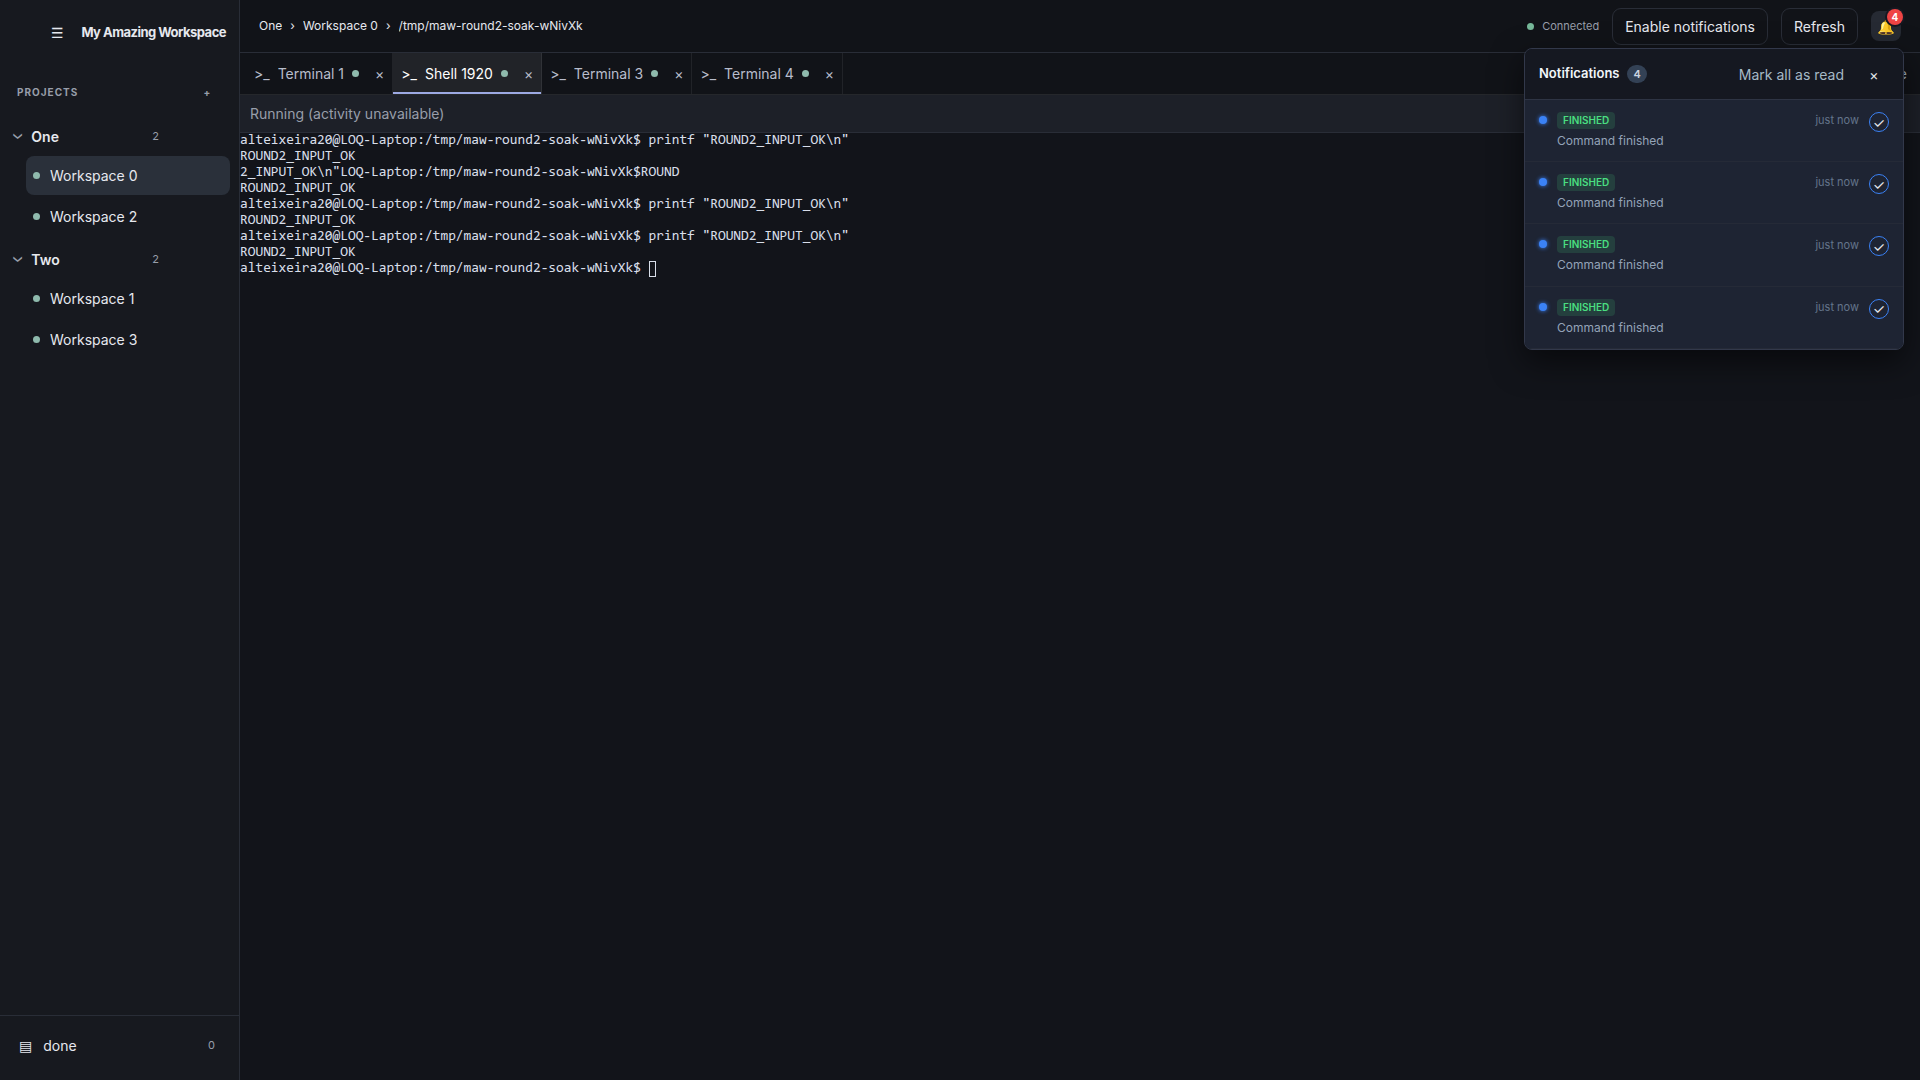 ☰ My Amazing Workspace
PROJECTS +
One 2
Workspace 0
Workspace 2
Two 2
Workspace 1
Workspace 3
done 0
One › Workspace 0 › /tmp/maw-round2-soak-wNivXk
Connected
Enable notifications
Refresh
4
>_ Terminal 1 ×
>_ Shell 1920 ×
>_ Terminal 3 ×
>_ Terminal 4 ×
Running (activity unavailable)
alteixeira20@LOQ-Laptop:/tmp/maw-round2-soak-wNivXk$ printf "ROUND2_INPUT_OK\n"
ROUND2_INPUT_OK
2_INPUT_OK\n"LOQ-Laptop:/tmp/maw-round2-soak-wNivXk$ROUND
ROUND2_INPUT_OK
alteixeira20@LOQ-Laptop:/tmp/maw-round2-soak-wNivXk$ printf "ROUND2_INPUT_OK\n"
ROUND2_INPUT_OK
alteixeira20@LOQ-Laptop:/tmp/maw-round2-soak-wNivXk$ printf "ROUND2_INPUT_OK\n"
ROUND2_INPUT_OK
alteixeira20@LOQ-Laptop:/tmp/maw-round2-soak-wNivXk$
Notifications 4 Mark all as read ×
FINISHED just now
Command finished
FINISHED just now
Command finished
FINISHED just now
Command finished
FINISHED just now
Command finished